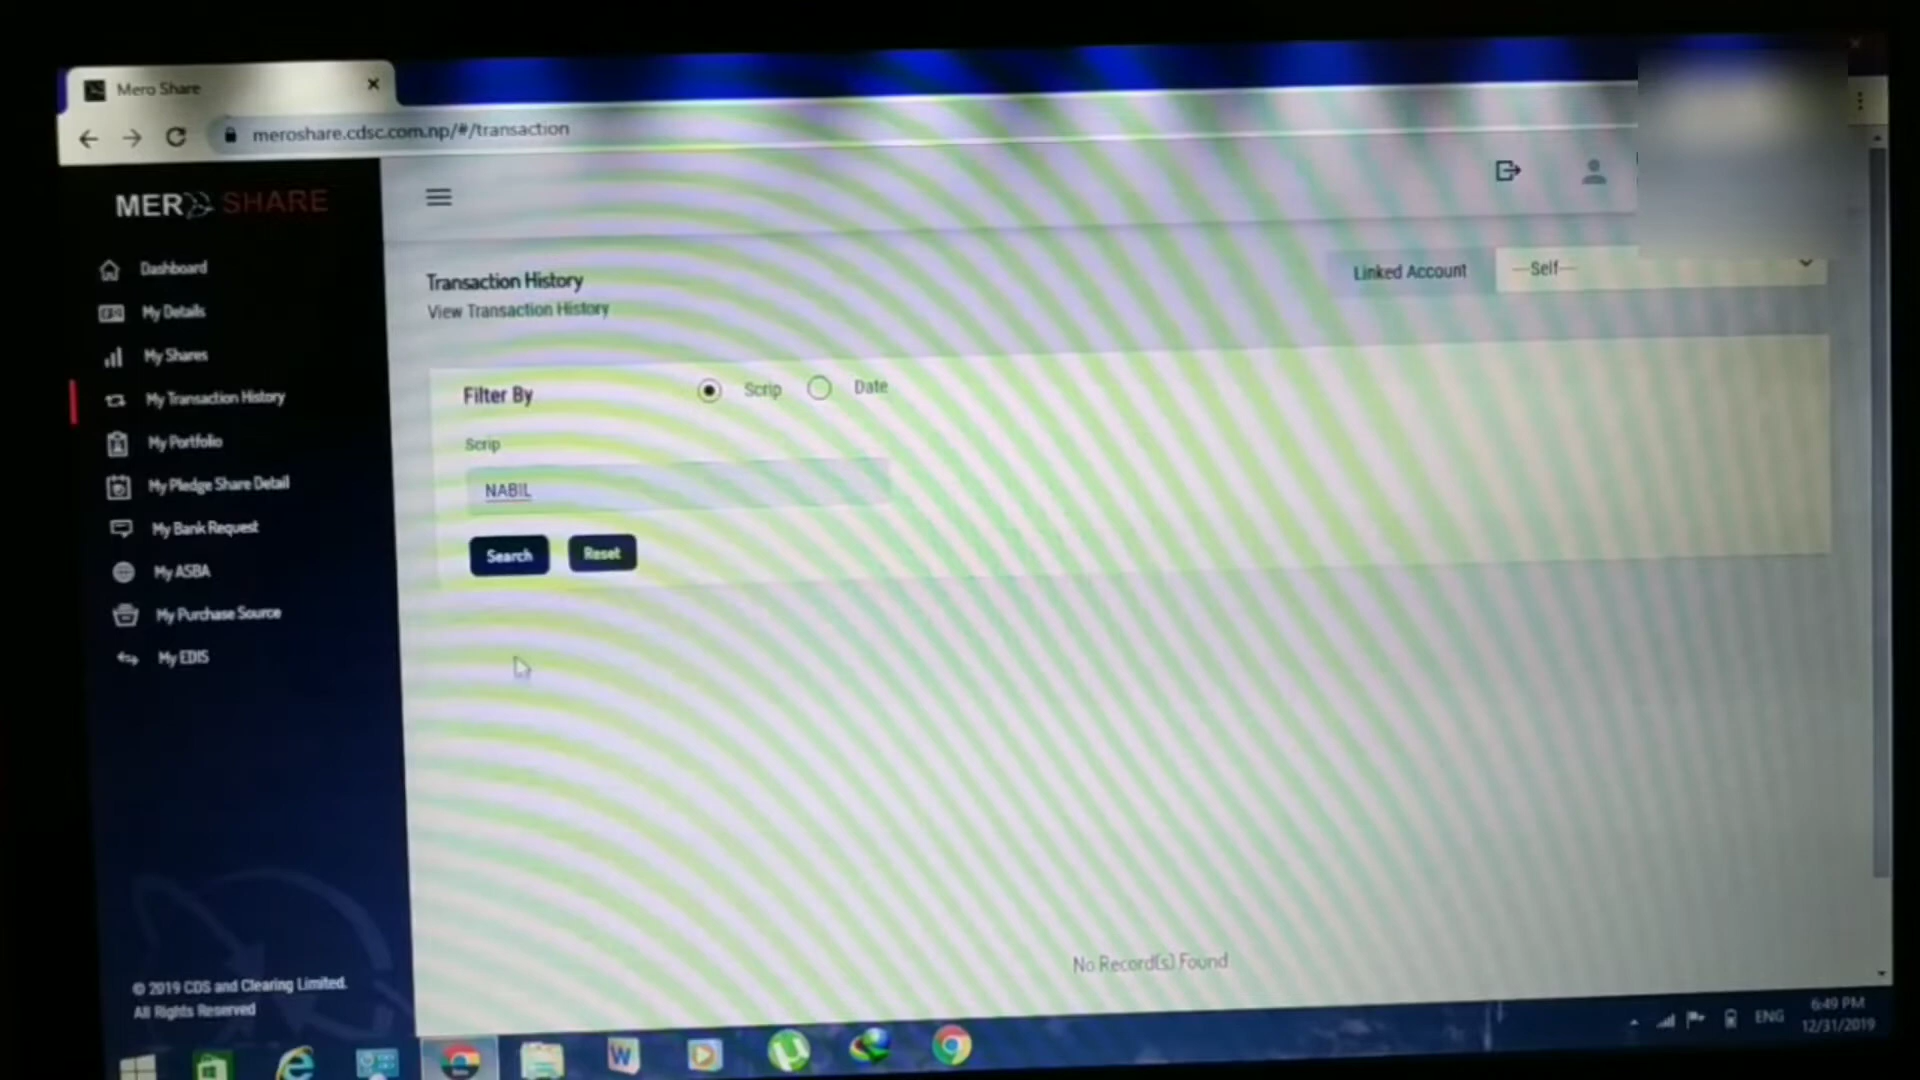 Mero Share
meroshare.cdsc.com.np/#/transaction
MERO SHARE
Dashboard
My Details
My Shares
My Transaction History
My Portfolio
My Pledge Share Detail
My Bank Request
My ASBA
My Purchase Source
My EDIS
© 2019 CDS and Clearing Limited.
All Rights Reserved
Transaction History
View Transaction History
Linked Account
---Self---
Filter By
Scrip
Date
Scrip
NABIL
Search
Reset
No Record(s) Found
ENG
6:49 PM
12/31/2019